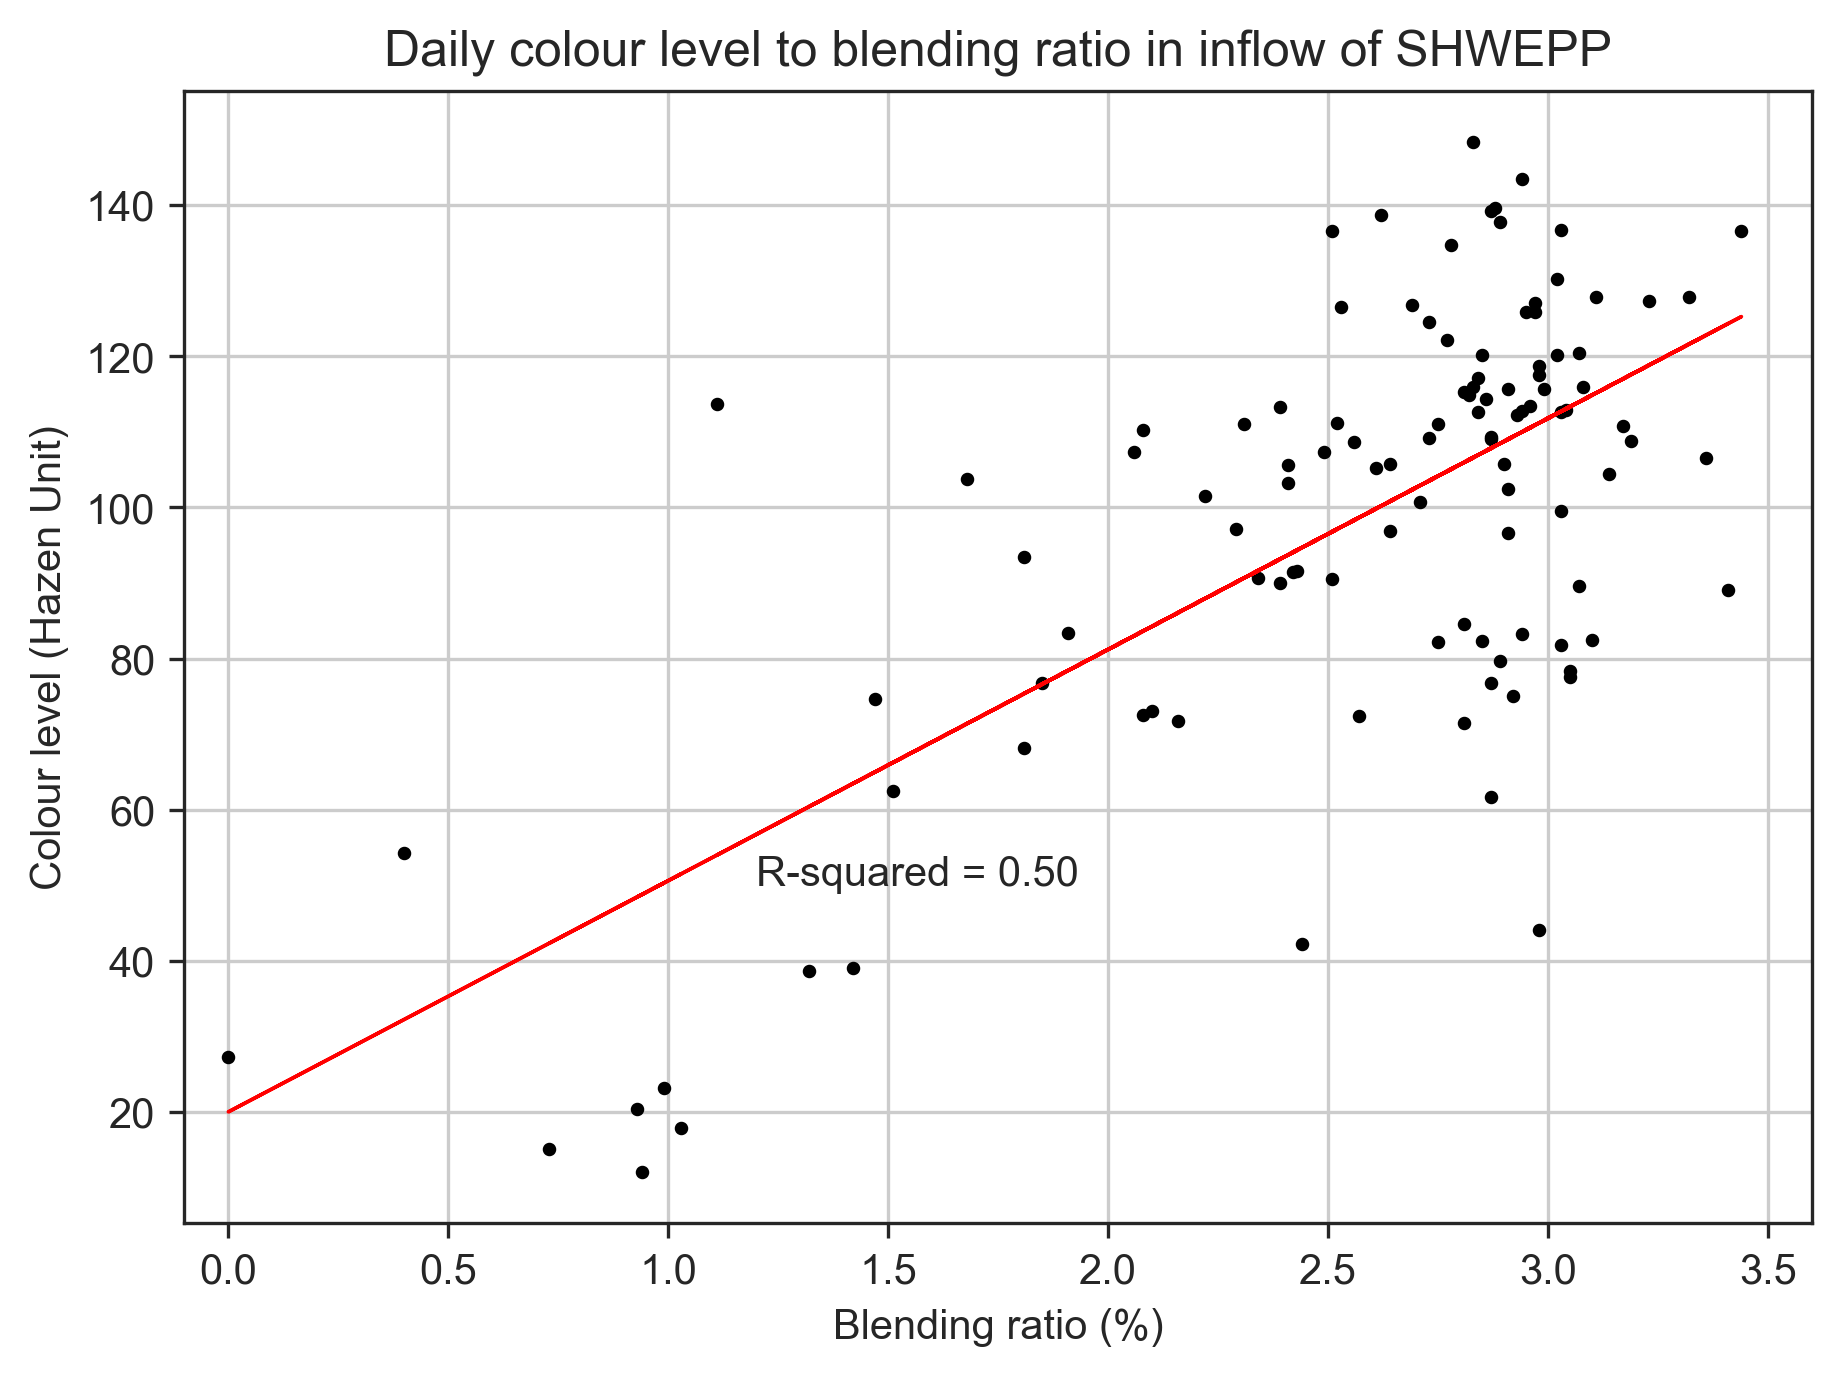 Daily colour level to blending ratio in inflow of SHWEPP
140
120
100
80
60
40
20
Colour level (Hazen Unit)
R-squared = 0.50
0.0 0.5 1.0 1.5 2.0 2.5 3.0 3.5
Blending ratio (%)